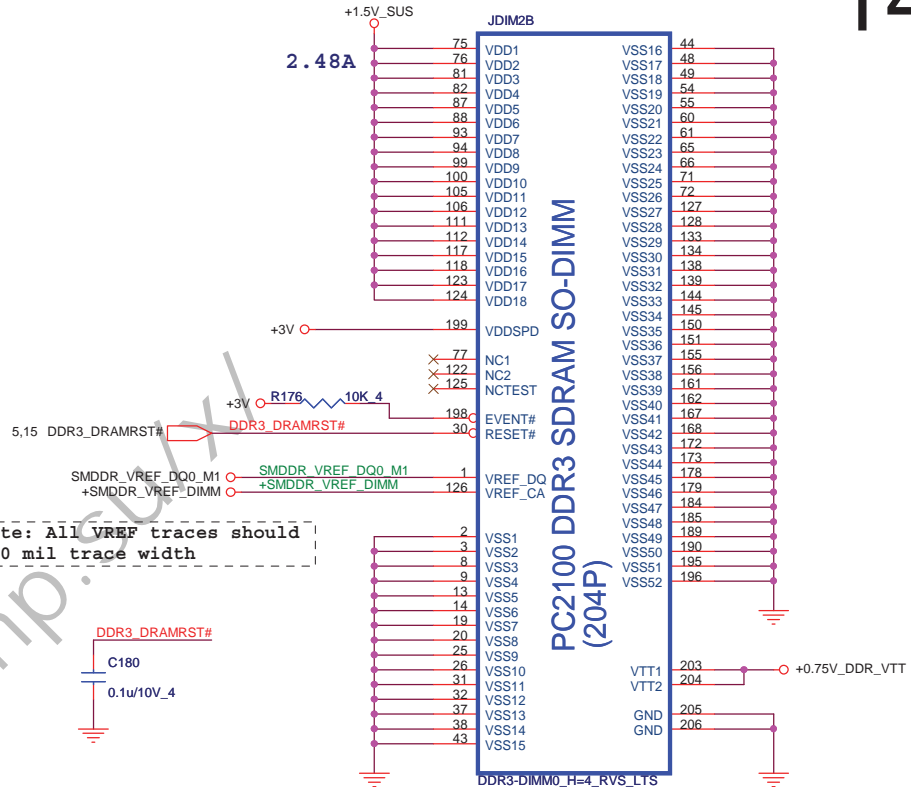 +1.5V_SUS
2.48A
JDIM2B
75 VDD1
76 VDD2
81 VDD3
82 VDD4
87 VDD5
88 VDD6
93 VDD7
94 VDD8
99 VDD9
100 VDD10
105 VDD11
106 VDD12
111 VDD13
112 VDD14
117 VDD15
118 VDD16
123 VDD17
124 VDD18
+3V 199 VDDSPD
77 NC1
122 NC2
125 NCTEST
+3V R176 10K_4 198 EVENT#
5,15 DDR3_DRAMRST# DDR3_DRAMRST# 30 RESET#
SMDDR_VREF_DQ0_M1 SMDDR_VREF_DQ0_M1 1 VREF_DQ
+SMDDR_VREF_DIMM +SMDDR_VREF_DIMM 126 VREF_CA
te: All VREF traces should
0 mil trace width
2 VSS1
3 VSS2
8 VSS3
9 VSS4
13 VSS5
14 VSS6
19 VSS7
20 VSS8
25 VSS9
26 VSS10
31 VSS11
32 VSS12
37 VSS13
38 VSS14
43 VSS15
DDR3_DRAMRST#
C180
0.1u/10V_4
PC2100 DDR3 SDRAM SO-DIMM
(204P)
VSS16 44
VSS17 48
VSS18 49
VSS19 54
VSS20 55
VSS21 60
VSS22 61
VSS23 65
VSS24 66
VSS25 71
VSS26 72
VSS27 127
VSS28 128
VSS29 133
VSS30 134
VSS31 138
VSS32 139
VSS33 144
VSS34 145
VSS35 150
VSS36 151
VSS37 155
VSS38 156
VSS39 161
VSS40 162
VSS41 167
VSS42 168
VSS43 172
VSS44 173
VSS45 178
VSS46 179
VSS47 184
VSS48 185
VSS49 189
VSS50 190
VSS51 195
VSS52 196
VTT1 203 +0.75V_DDR_VTT
VTT2 204
GND 205
GND 206
DDR3-DIMM0_H=4_RVS_LTS
mp.su/x/